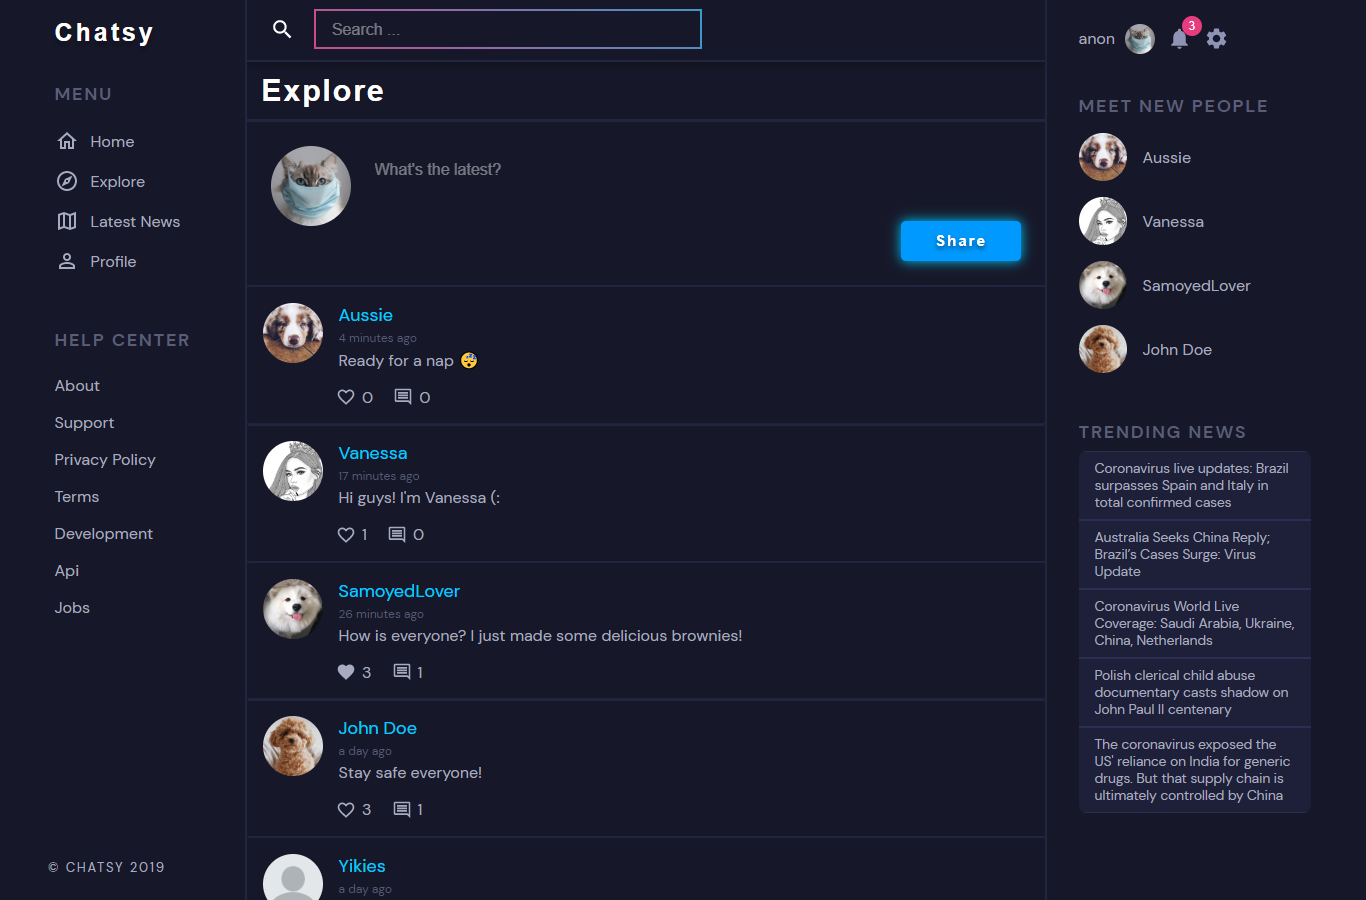 Chatsy
MENU
Home
Explore
Latest News
Profile
HELP CENTER
About
Support
Privacy Policy
Terms
Development
Api
Jobs
© CHATSY 2019
Search ...
Explore
What's the latest?
Share
Aussie
4 minutes ago
Ready for a nap 😴
0 0
Vanessa
17 minutes ago
Hi guys! I'm Vanessa (:
1 0
SamoyedLover
26 minutes ago
How is everyone? I just made some delicious brownies!
3 1
John Doe
a day ago
Stay safe everyone!
3 1
Yikies
a day ago
anon 3
MEET NEW PEOPLE
Aussie
Vanessa
SamoyedLover
John Doe
TRENDING NEWS
Coronavirus live updates: Brazil
surpasses Spain and Italy in
total confirmed cases
Australia Seeks China Reply;
Brazil’s Cases Surge: Virus
Update
Coronavirus World Live
Coverage: Saudi Arabia, Ukraine,
China, Netherlands
Polish clerical child abuse
documentary casts shadow on
John Paul II centenary
The coronavirus exposed the
US' reliance on India for generic
drugs. But that supply chain is
ultimately controlled by China